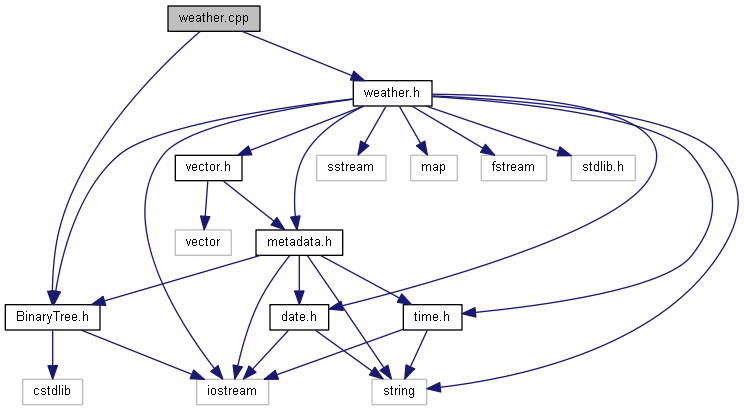 weather.cpp
weather.h
vector.h
sstream
map
fstream
stdlib.h
vector
metadata.h
BinaryTree.h
date.h
time.h
cstdlib
iostream
string